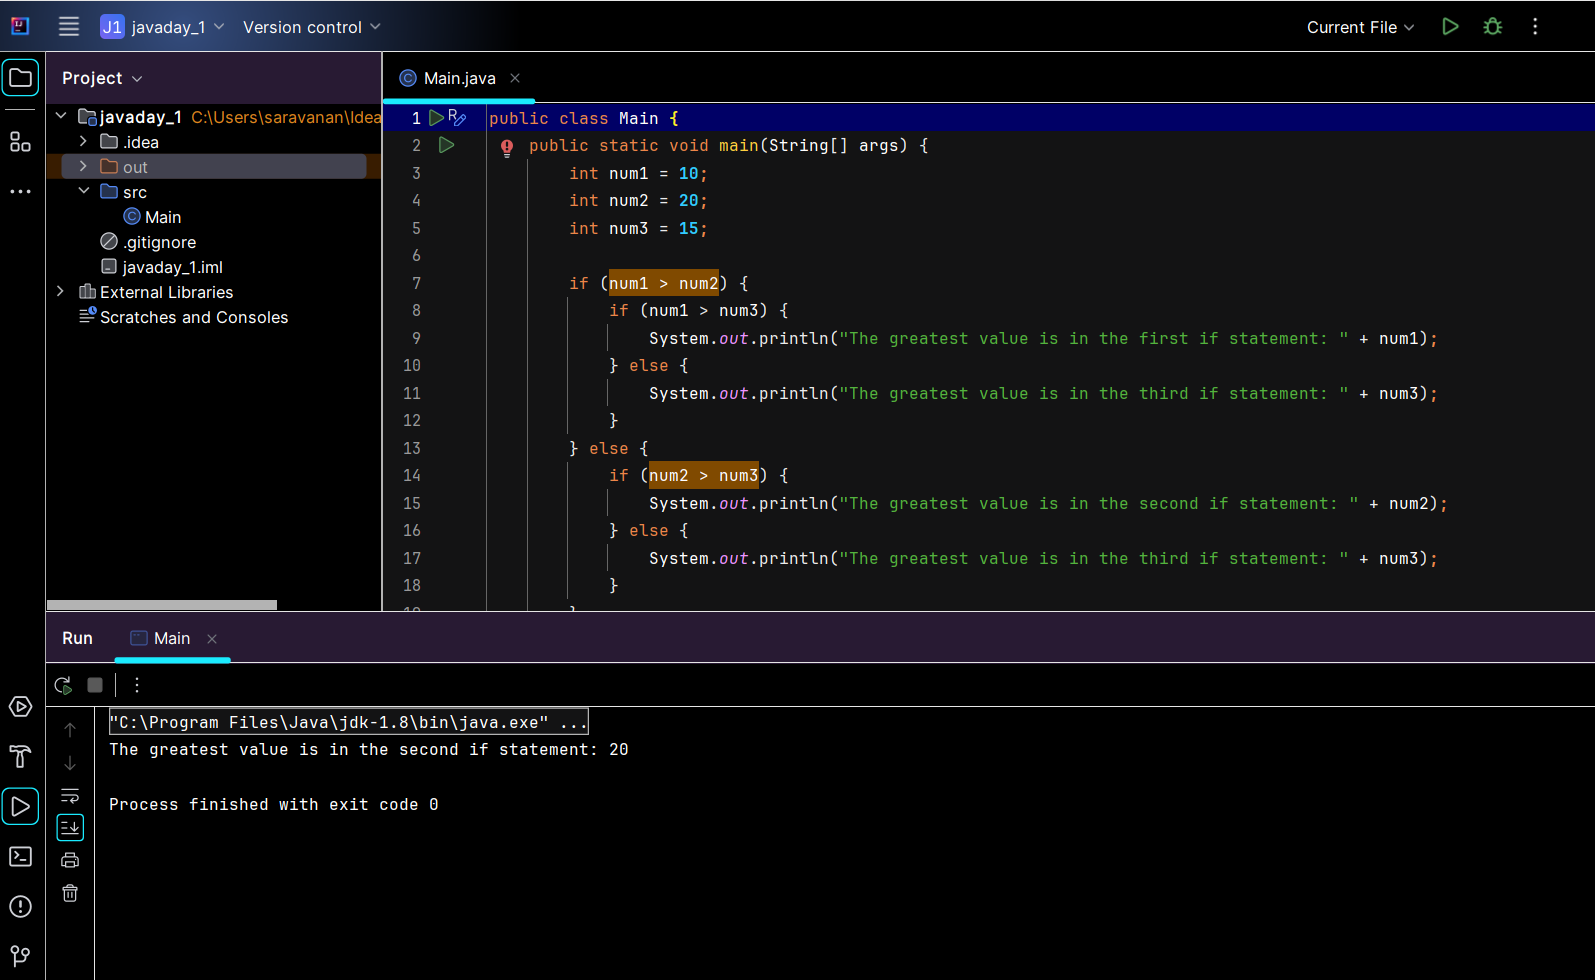 J1 javaday_1 Version control Current File
Project
javaday_1 C:\Users\saravanan\Idea
.idea
out
src
Main
.gitignore
javaday_1.iml
External Libraries
Scratches and Consoles
Main.java
1 public class Main {
2 public static void main(String[] args) {
3 int num1 = 10;
4 int num2 = 20;
5 int num3 = 15;
6
7 if (num1 > num2) {
8 if (num1 > num3) {
9 System.out.println("The greatest value is in the first if statement: " + num1);
10 } else {
11 System.out.println("The greatest value is in the third if statement: " + num3);
12 }
13 } else {
14 if (num2 > num3) {
15 System.out.println("The greatest value is in the second if statement: " + num2);
16 } else {
17 System.out.println("The greatest value is in the third if statement: " + num3);
18 }
Run Main
"C:\Program Files\Java\jdk-1.8\bin\java.exe" ...
The greatest value is in the second if statement: 20
Process finished with exit code 0